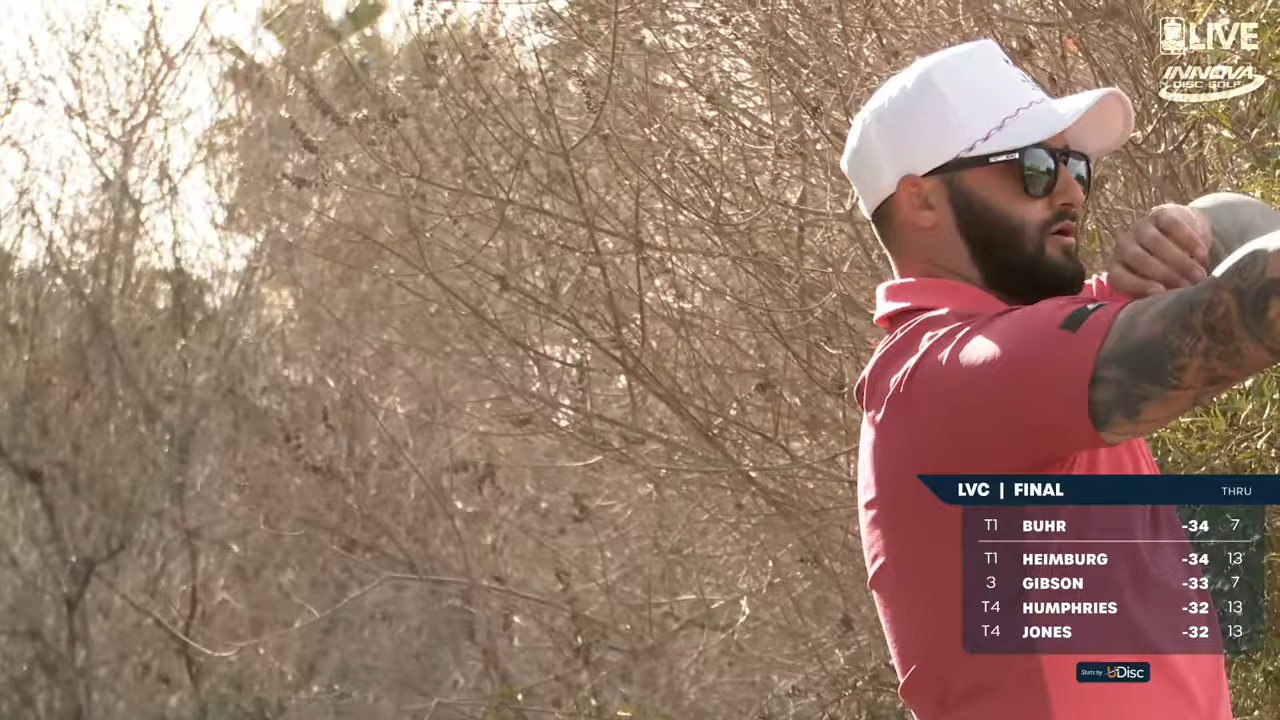 LIVE
INNOVA
DISC GOLF
LVC | FINAL THRU
T1 BUHR -34 7
T1 HEIMBURG -34 13
3 GIBSON -33 7
T4 HUMPHRIES -32 13
T4 JONES -32 13
Stats by UDisc